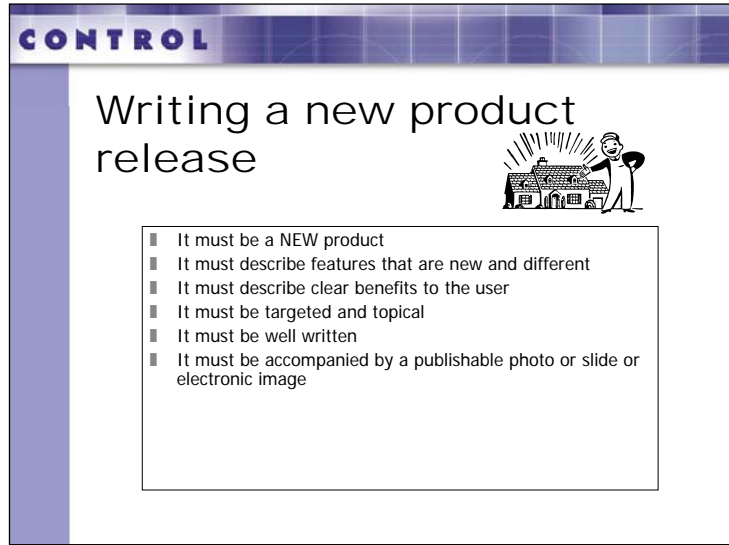 CONTROL
Writing a new product
release
It must be a NEW product
It must describe features that are new and different
It must describe clear benefits to the user
It must be targeted and topical
It must be well written
It must be accompanied by a publishable photo or slide or
electronic image